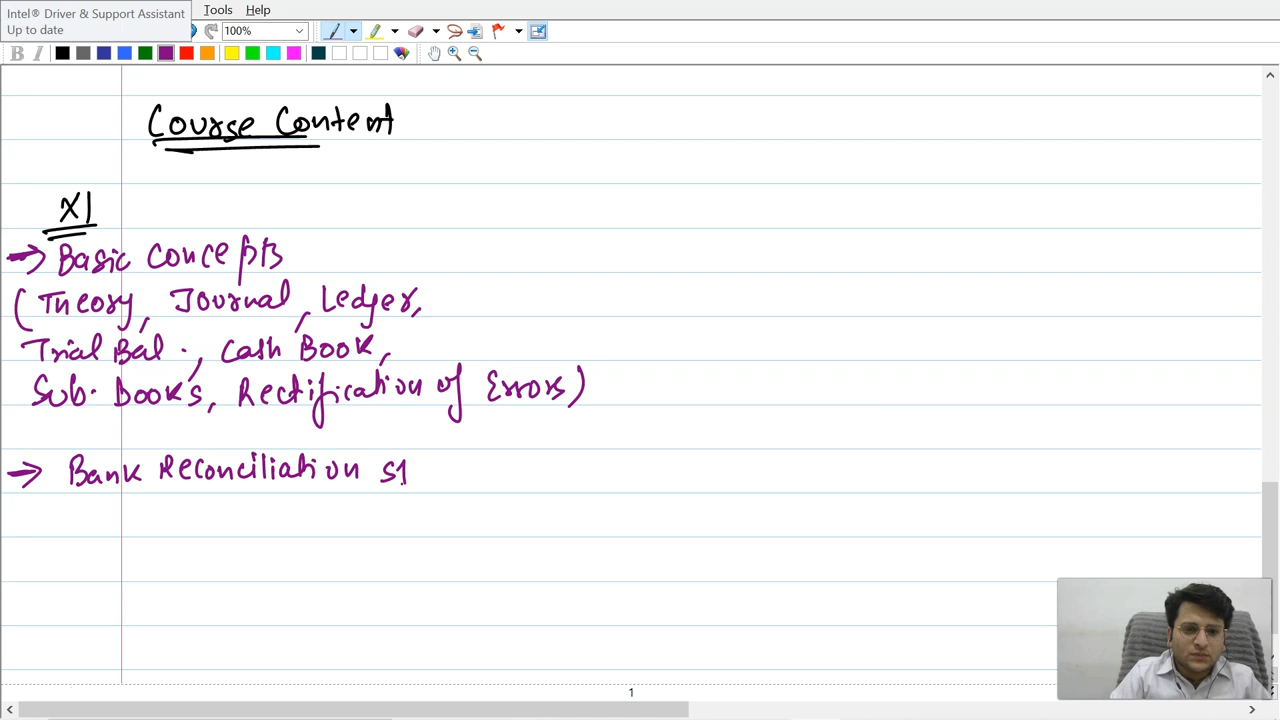 Intel® Driver & Support Assistant
Up to date
Tools Help
100%
B I
Course Content
XI
→ Basic Concepts
(Theory, Journal, Ledger,
Trial Bal., Cash Book,
Sub. Books, Rectification of Errors)
→ Bank Reconciliation st
1